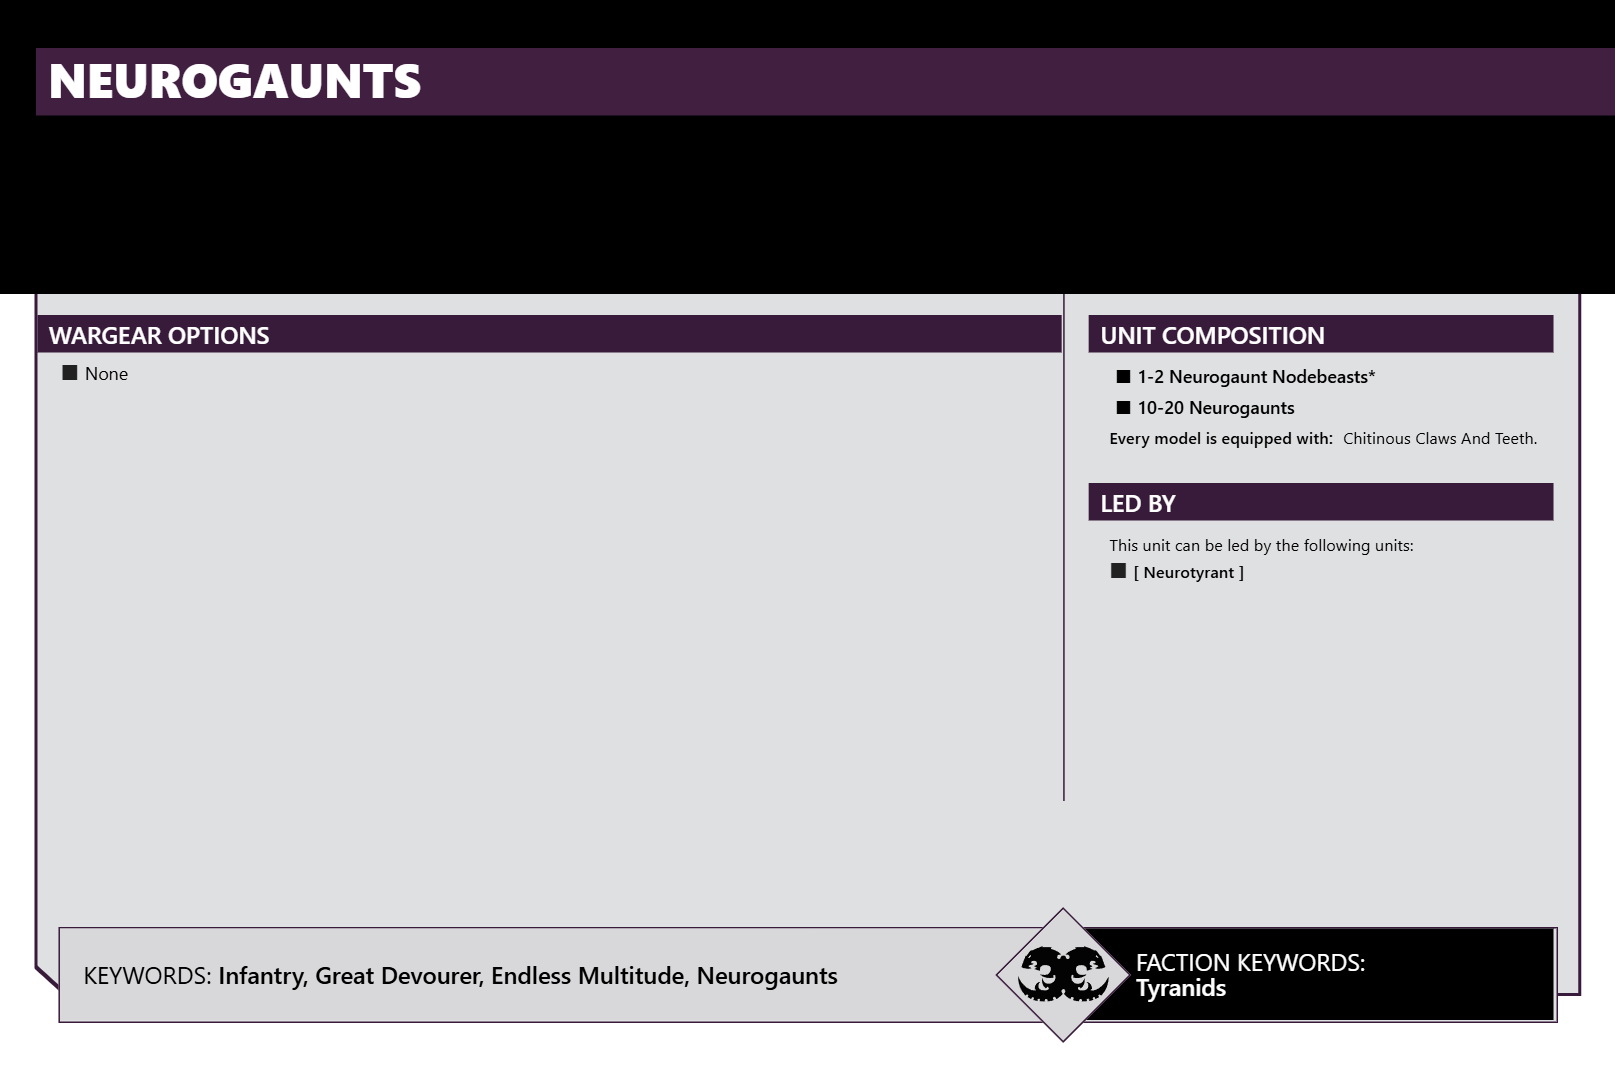 NEUROGAUNTS
WARGEAR OPTIONS
■ None
UNIT COMPOSITION
■ 1-2 Neurogaunt Nodebeasts*
■ 10-20 Neurogaunts
Every model is equipped with: Chitinous Claws And Teeth.
LED BY
This unit can be led by the following units:
■ [ Neurotyrant ]
KEYWORDS: Infantry, Great Devourer, Endless Multitude, Neurogaunts
FACTION KEYWORDS:
Tyranids